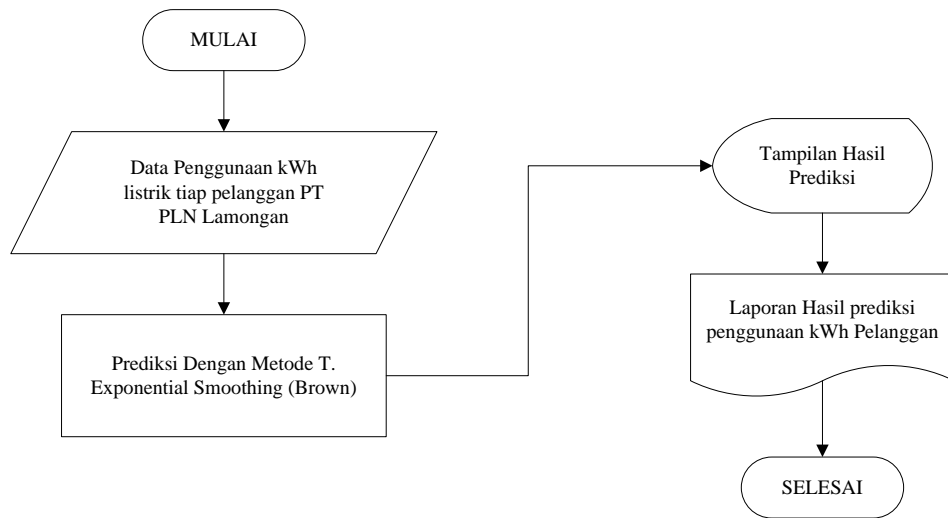 MULAI
Data Penggunaan kWh
listrik tiap pelanggan PT
PLN Lamongan
Prediksi Dengan Metode T.
Exponential Smoothing (Brown)
Tampilan Hasil
Prediksi
Laporan Hasil prediksi
penggunaan kWh Pelanggan
SELESAI